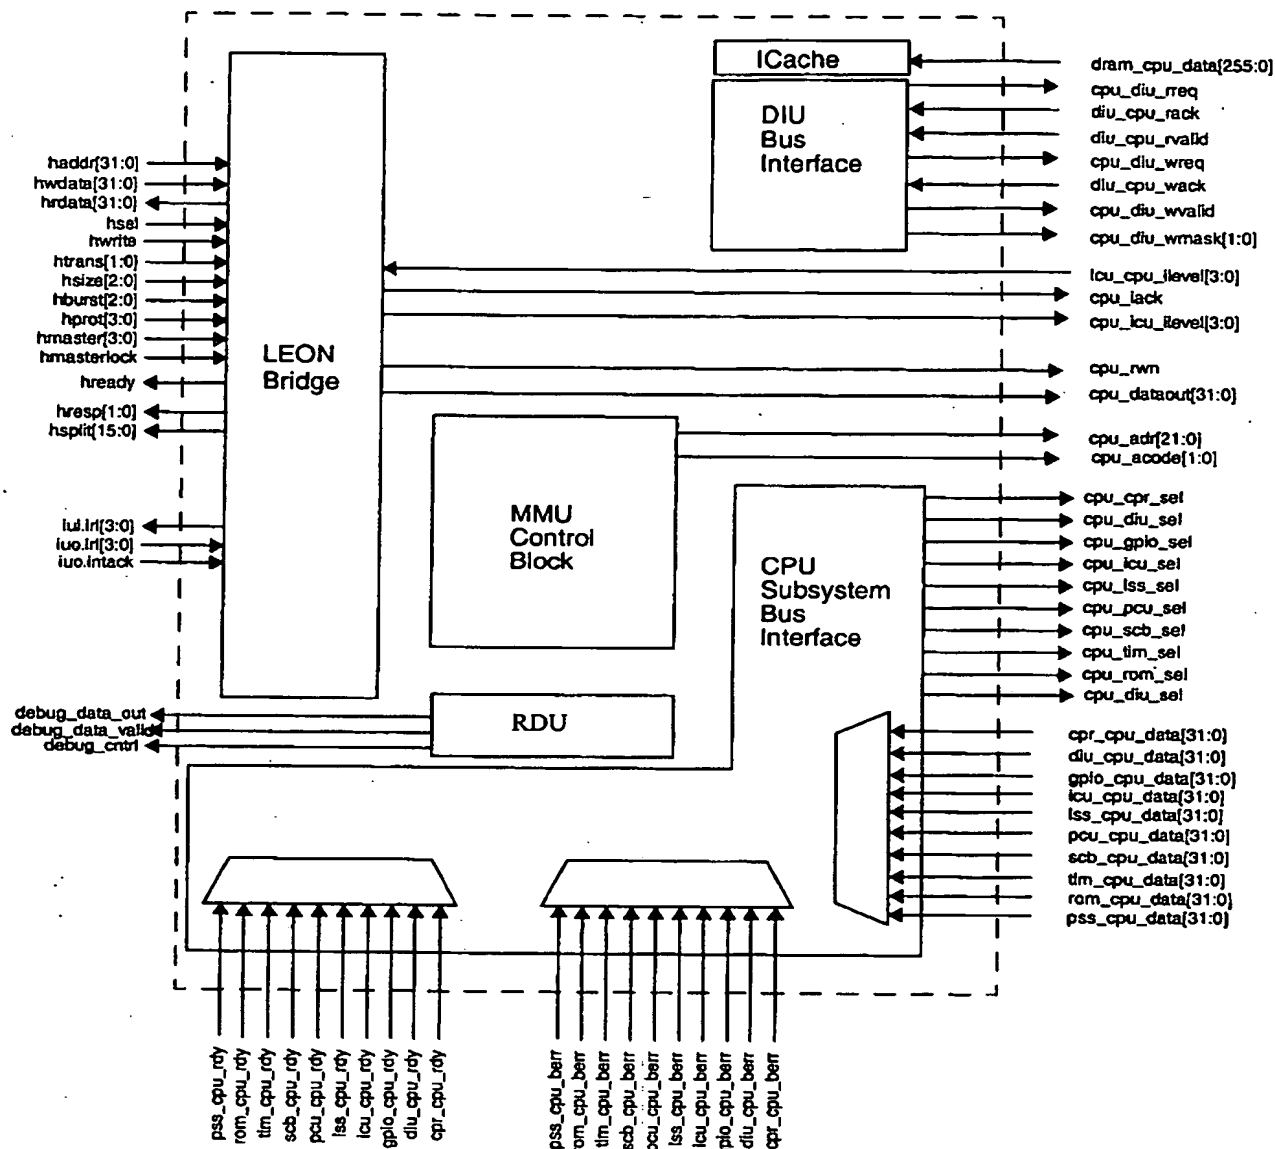 ICache
DIU
Bus
Interface
dram_cpu_data[255:0]
cpu_diu_rreq
diu_cpu_rack
diu_cpu_rvalid
cpu_diu_wreq
diu_cpu_wack
cpu_diu_wvalid
cpu_diu_wmask[1:0]
icu_cpu_ilevel[3:0]
cpu_iack
cpu_icu_ilevel[3:0]
cpu_rwn
cpu_dataout[31:0]
cpu_adr[21:0]
cpu_acode[1:0]
haddr[31:0]
hwdata[31:0]
hrdata[31:0]
hsel
hwrite
htrans[1:0]
hsize[2:0]
hburst[2:0]
hprot[3:0]
hmaster[3:0]
hmasterlock
hready
hresp[1:0]
hsplit[15:0]
iui.irl[3:0]
iuo.irl[3:0]
iuo.intack
LEON
Bridge
MMU
Control
Block
CPU
Subsystem
Bus
Interface
cpu_cpr_sel
cpu_diu_sel
cpu_gpio_sel
cpu_icu_sel
cpu_lss_sel
cpu_pcu_sel
cpu_scb_sel
cpu_tim_sel
cpu_rom_sel
cpu_diu_sel
debug_data_out
debug_data_valid
debug_cntrl
RDU
cpr_cpu_data[31:0]
diu_cpu_data[31:0]
gpio_cpu_data[31:0]
icu_cpu_data[31:0]
lss_cpu_data[31:0]
pcu_cpu_data[31:0]
scb_cpu_data[31:0]
tim_cpu_data[31:0]
rom_cpu_data[31:0]
pss_cpu_data[31:0]
pss_cpu_rdy
rom_cpu_rdy
tim_cpu_rdy
scb_cpu_rdy
pcu_cpu_rdy
lss_cpu_rdy
icu_cpu_rdy
gpio_cpu_rdy
diu_cpu_rdy
cpr_cpu_rdy
pss_cpu_berr
rom_cpu_berr
tim_cpu_berr
scb_cpu_berr
pcu_cpu_berr
lss_cpu_berr
icu_cpu_berr
pio_cpu_berr
diu_cpu_berr
cpr_cpu_berr